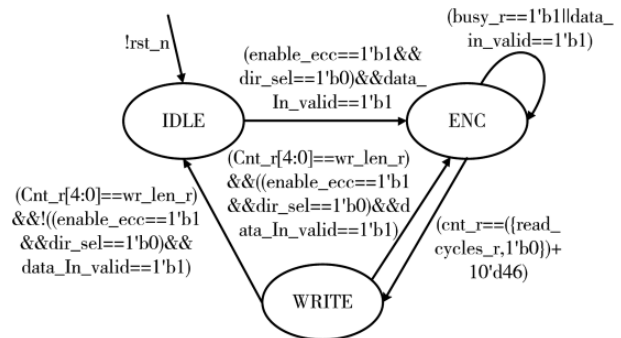 !rst_n
(enable_ecc==1'b1&&
dir_sel==1'b0)&&data_
In_valid==1'b1
(busy_r==1'b1||data_
in_valid==1'b1)
IDLE
ENC
(Cnt_r[4:0]==wr_len_r)
&&!((enable_ecc==1'b1
&&dir_sel==1'b0)&&
data_In_valid==1'b1)
(Cnt_r[4:0]==wr_len_r)
&&((enable_ecc==1'b1
&&dir_sel==1'b0)&&d
ata_In_valid==1'b1)
(cnt_r==({read_
cycles_r,1'b0})+
10'd46)
WRITE